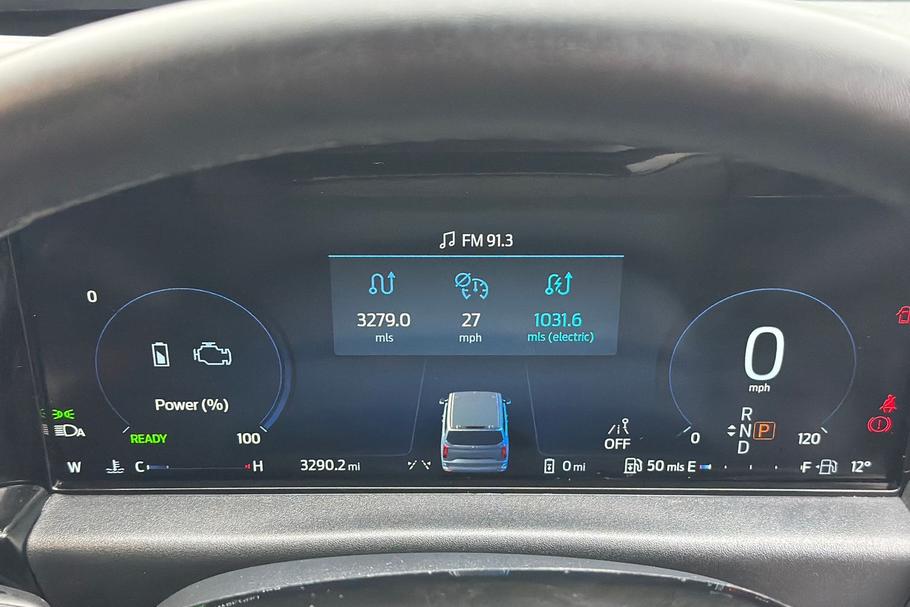 FM 91.3
3279.0
mls
27
mph
1031.6
mls (electric)
0
Power (%)
READY
100
A
W
C
H
3290.2 mi
0 mi
OFF
50 mls
E
F
12°
0
mph
R
N
P
D
0
120